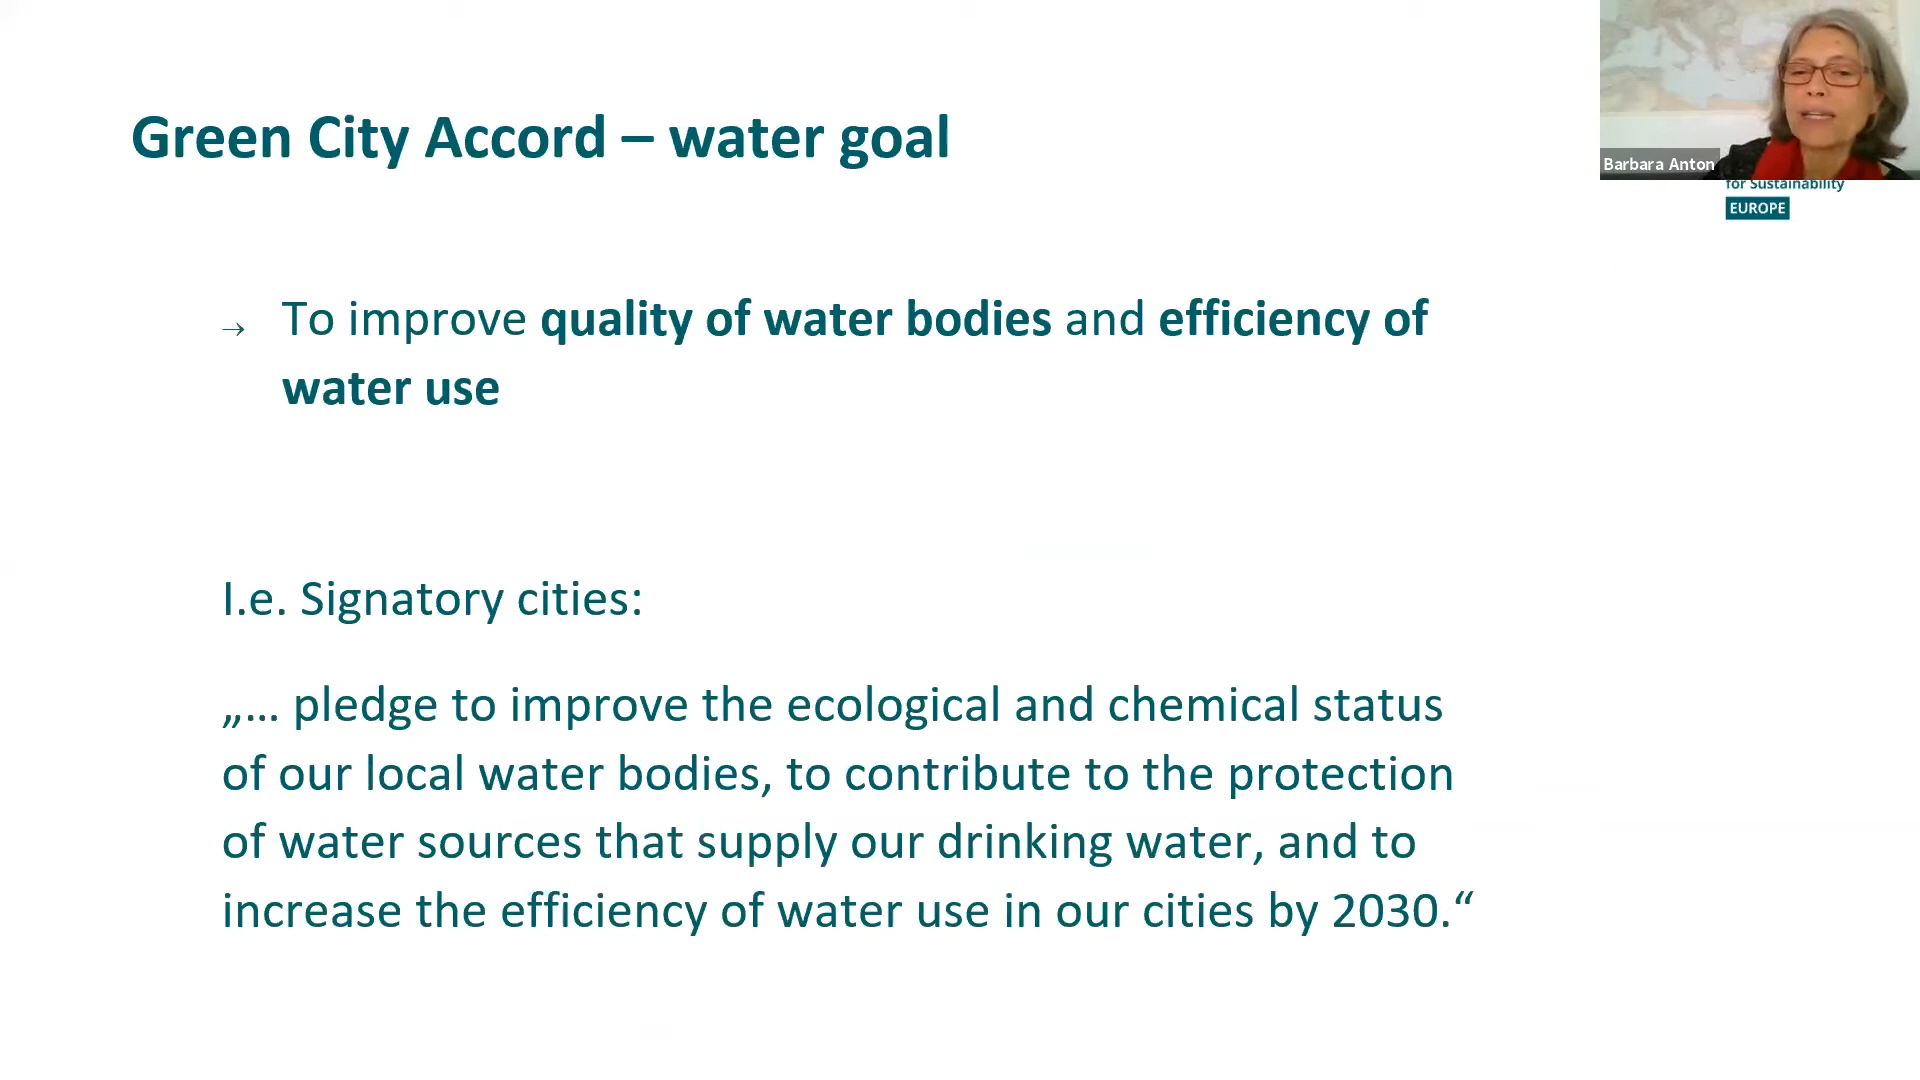 Green City Accord – water goal
Barbara Anton
for Sustainability
EUROPE
→ To improve quality of water bodies and efficiency of
water use
I.e. Signatory cities:
„… pledge to improve the ecological and chemical status
of our local water bodies, to contribute to the protection
of water sources that supply our drinking water, and to
increase the efficiency of water use in our cities by 2030.“